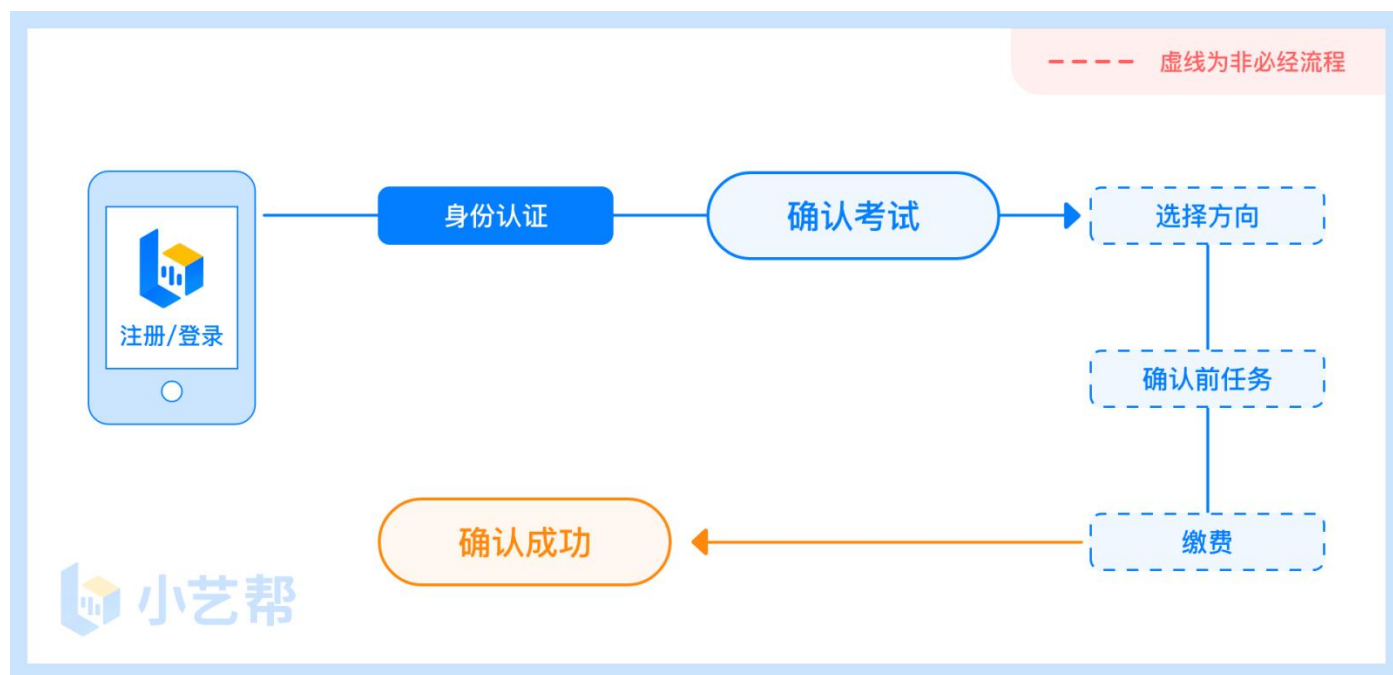 虚线为非必经流程
注册/登录
身份认证
确认考试
选择方向
确认前任务
缴费
确认成功
小艺帮